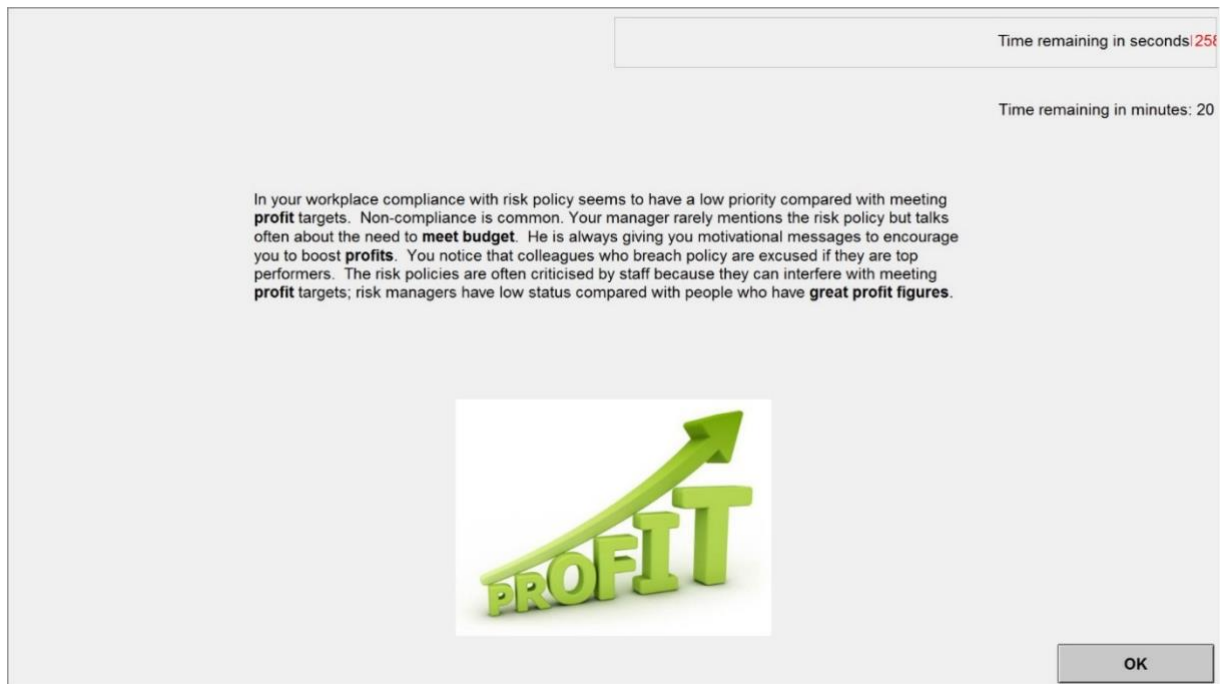 Time remaining in seconds 258
Time remaining in minutes: 20
In your workplace compliance with risk policy seems to have a low priority compared with meeting
profit targets. Non-compliance is common. Your manager rarely mentions the risk policy but talks
often about the need to meet budget. He is always giving you motivational messages to encourage
you to boost profits. You notice that colleagues who breach policy are excused if they are top
performers. The risk policies are often criticised by staff because they can interfere with meeting
profit targets; risk managers have low status compared with people who have great profit figures.
PROFIT
OK